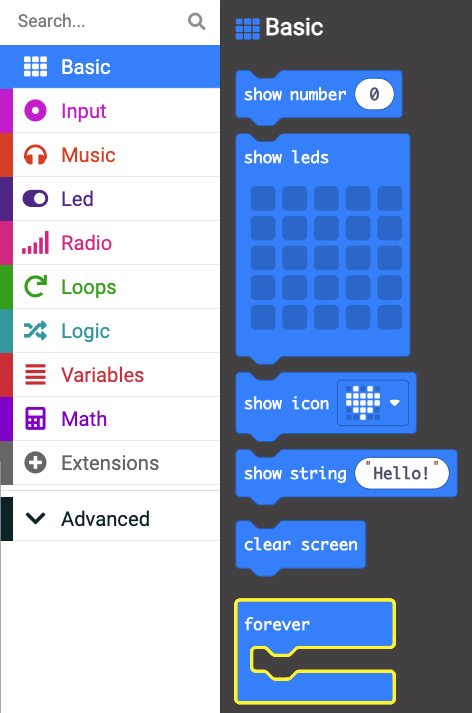 Search...
Basic
Input
Music
Led
Radio
Loops
Logic
Variables
Math
Extensions
Advanced
Basic
show number 0
show leds
show icon
show string "Hello!"
clear screen
forever